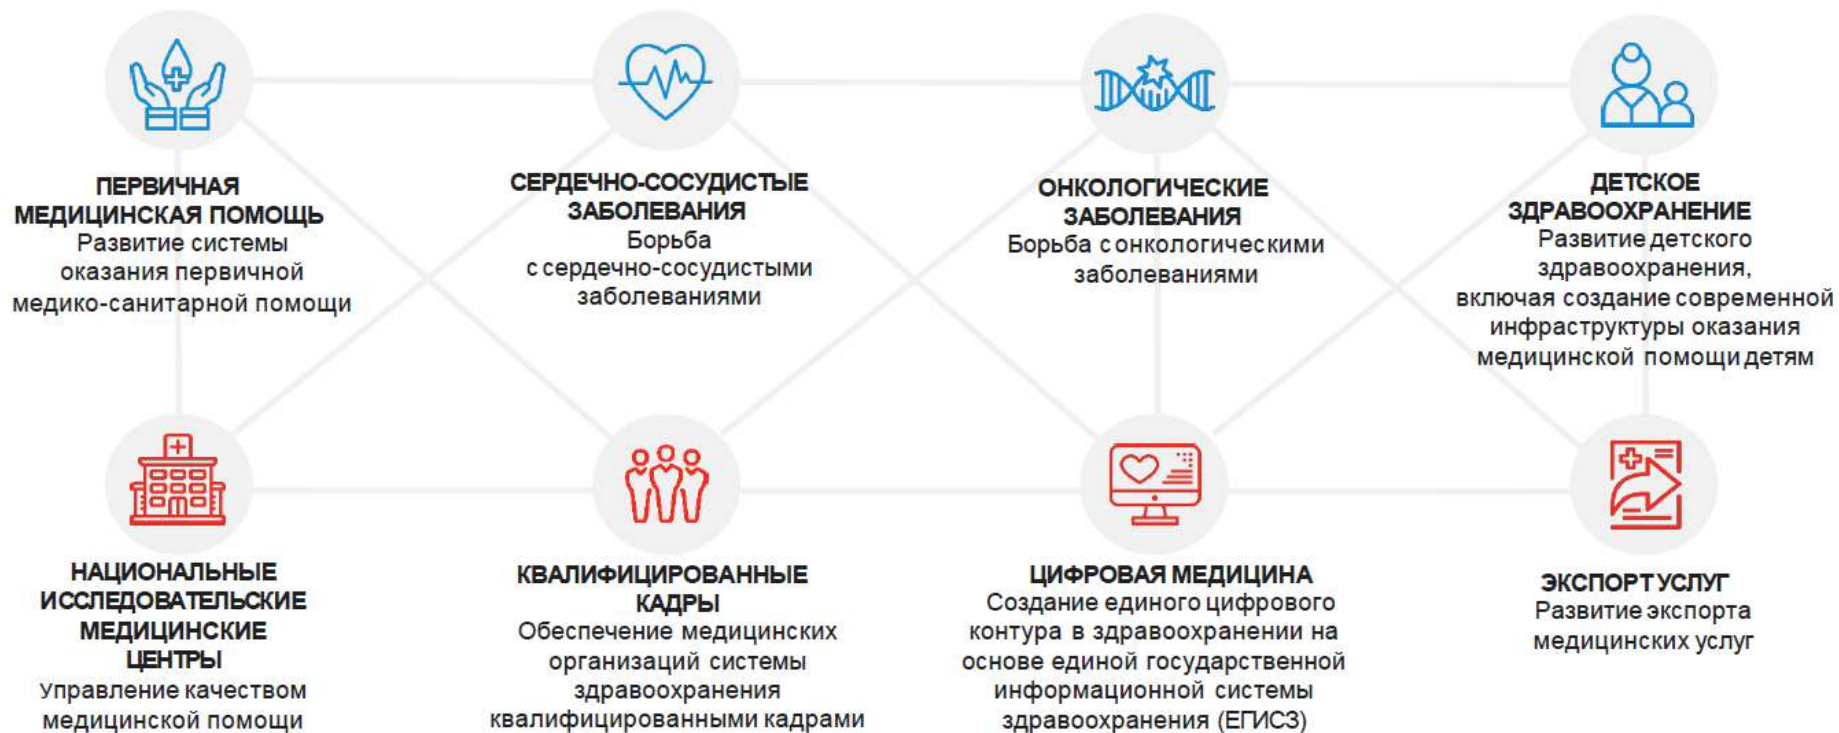 ПЕРВИЧНАЯ
МЕДИЦИНСКАЯ ПОМОЩЬ
Развитие системы
оказания первичной
медико-санитарной помощи
СЕРДЕЧНО-СОСУДИСТЫЕ
ЗАБОЛЕВАНИЯ
Борьба
с сердечно-сосудистыми
заболеваниями
ОНКОЛОГИЧЕСКИЕ
ЗАБОЛЕВАНИЯ
Борьба с онкологическими
заболеваниями
ДЕТСКОЕ
ЗДРАВООХРАНЕНИЕ
Развитие детского
здравоохранения,
включая создание современной
инфраструктуры оказания
медицинской помощи детям
НАЦИОНАЛЬНЫЕ
ИССЛЕДОВАТЕЛЬСКИЕ
МЕДИЦИНСКИЕ
ЦЕНТРЫ
Управление качеством
медицинской помощи
КВАЛИФИЦИРОВАННЫЕ
КАДРЫ
Обеспечение медицинских
организаций системы
здравоохранения
квалифицированными кадрами
ЦИФРОВАЯ МЕДИЦИНА
Создание единого цифрового
контура в здравоохранении на
основе единой государственной
информационной системы
здравоохранения (ЕГИСЗ)
ЭКСПОРТ УСЛУГ
Развитие экспорта
медицинских услуг